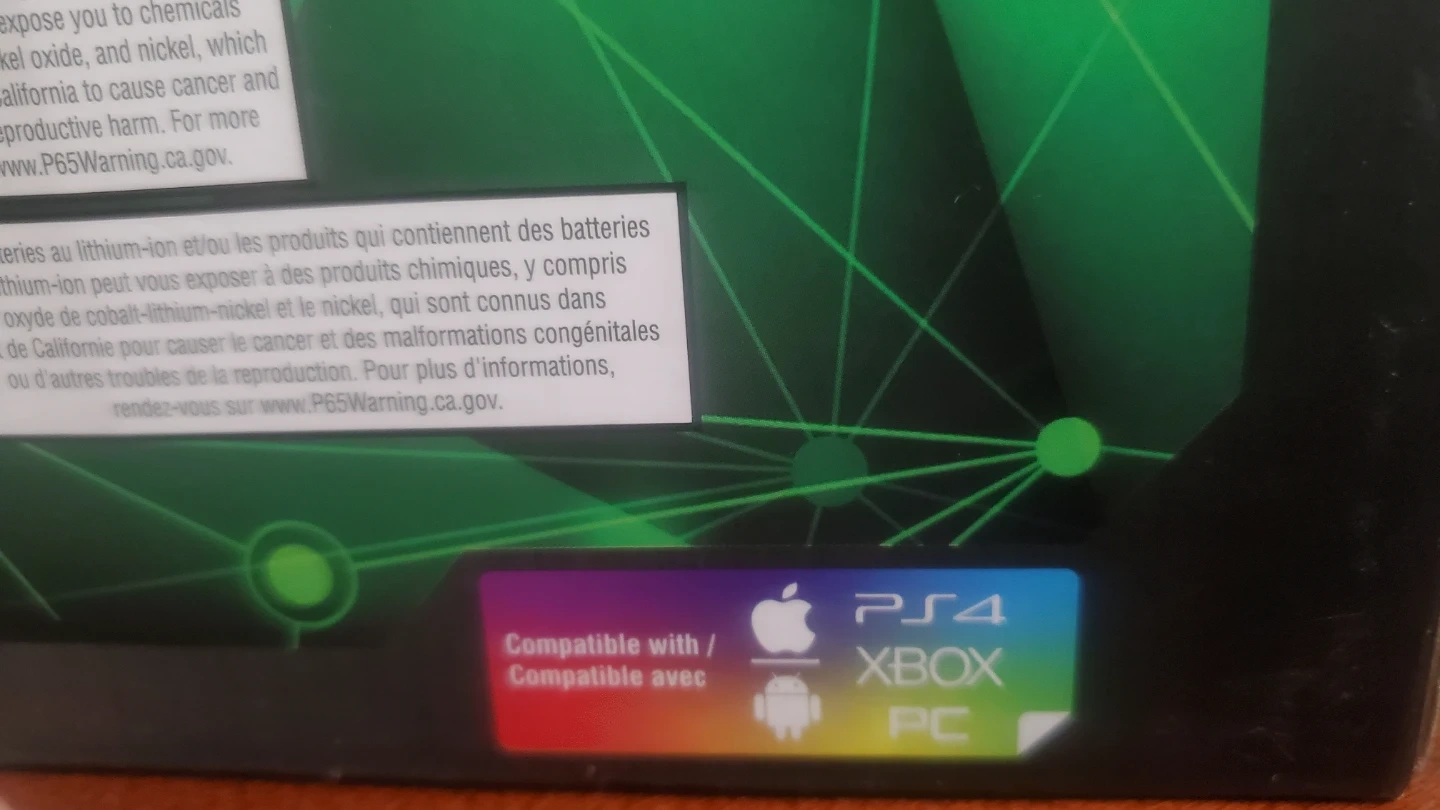 expose you to chemicals
kel oxide, and nickel, which
California to cause cancer and
eproductive harm. For more
www.P65Warning.ca.gov.
teries au lithium-ion et/ou les produits qui contiennent des batteries
thium-ion peut vous exposer à des produits chimiques, y compris
oxyde de cobalt-lithium-nickel et le nickel, qui sont connus dans
de Californie pour causer le cancer et des malformations congénitales
ou d'autres troubles de la reproduction. Pour plus d'informations,
rendez-vous sur www.P65Warning.ca.gov.
Compatible with /
Compatible avec
PS4
XBOX
PC